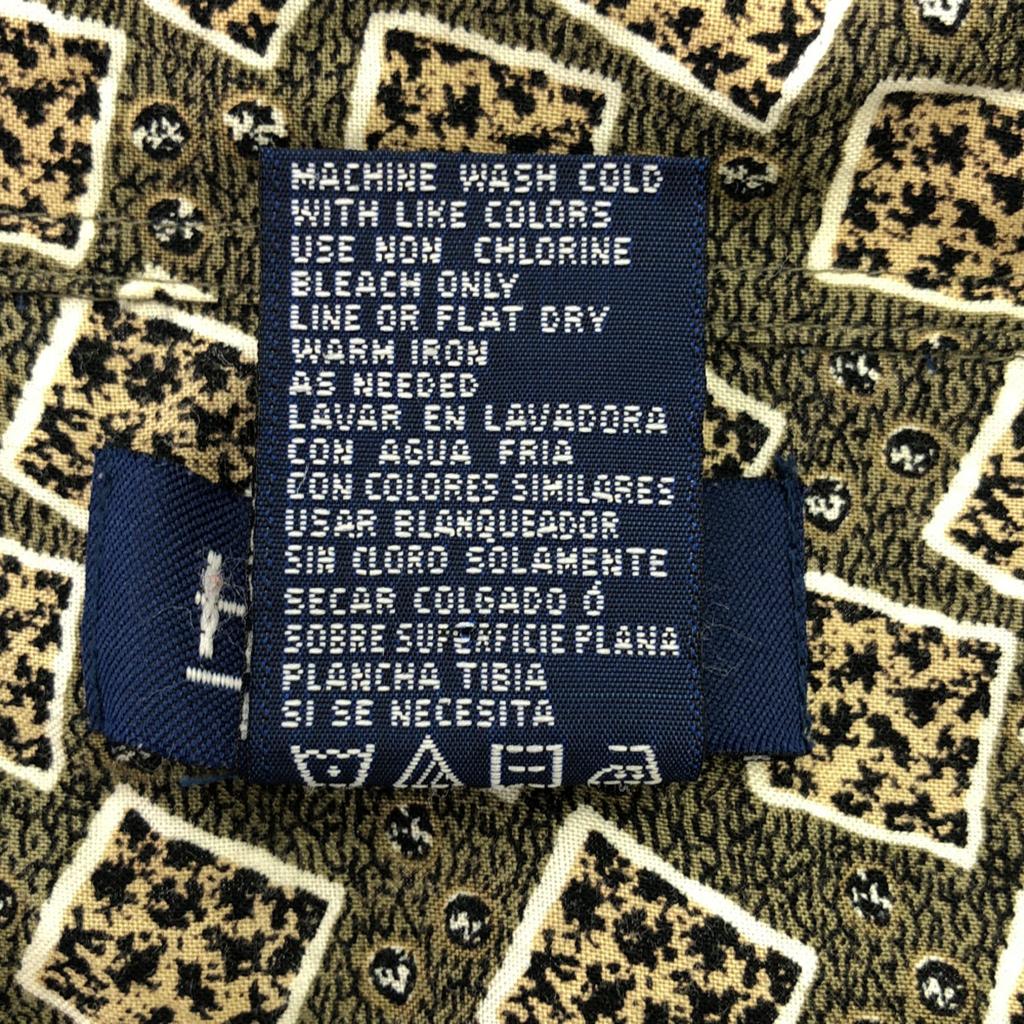 MACHINE WASH COLD
WITH LIKE COLORS
USE NON CHLORINE
BLEACH ONLY
LINE OR FLAT DRY
WARM IRON
AS NEEDED
LAVAR EN LAVADORA
CON AGUA FRIA
CON COLORES SIMILARES
USAR BLANQUEADOR
SIN CLORO SOLAMENTE
SECAR COLGADO Ó
SOBRE SUPERFICIE PLANA
PLANCHA TIBIA
SI SE NECESITA